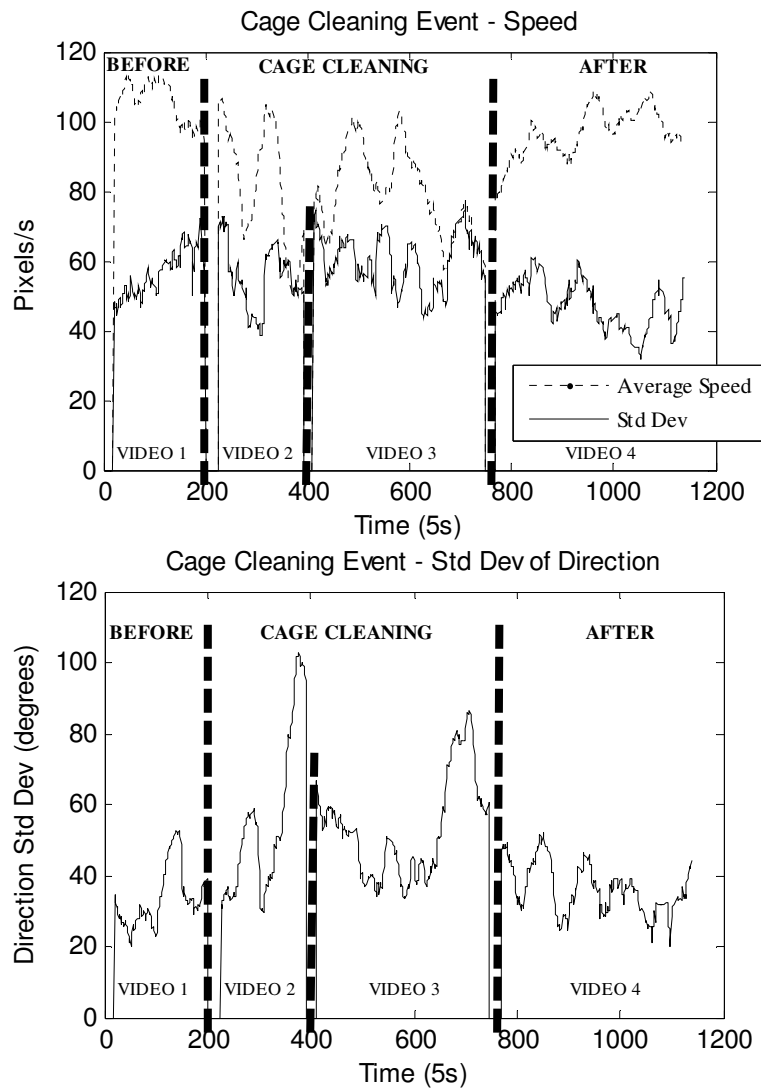 Cage Cleaning Event - Speed
120
100
80
60
40
20
0
Pixels/s
BEFORE
CAGE CLEANING
AFTER
Average Speed
Std Dev
VIDEO 1
VIDEO 2
VIDEO 3
VIDEO 4
0 200 400 600 800 1000 1200
Time (5s)
Cage Cleaning Event - Std Dev of Direction
120
100
80
60
40
20
0
Direction Std Dev (degrees)
BEFORE
CAGE CLEANING
AFTER
VIDEO 1
VIDEO 2
VIDEO 3
VIDEO 4
0 200 400 600 800 1000 1200
Time (5s)